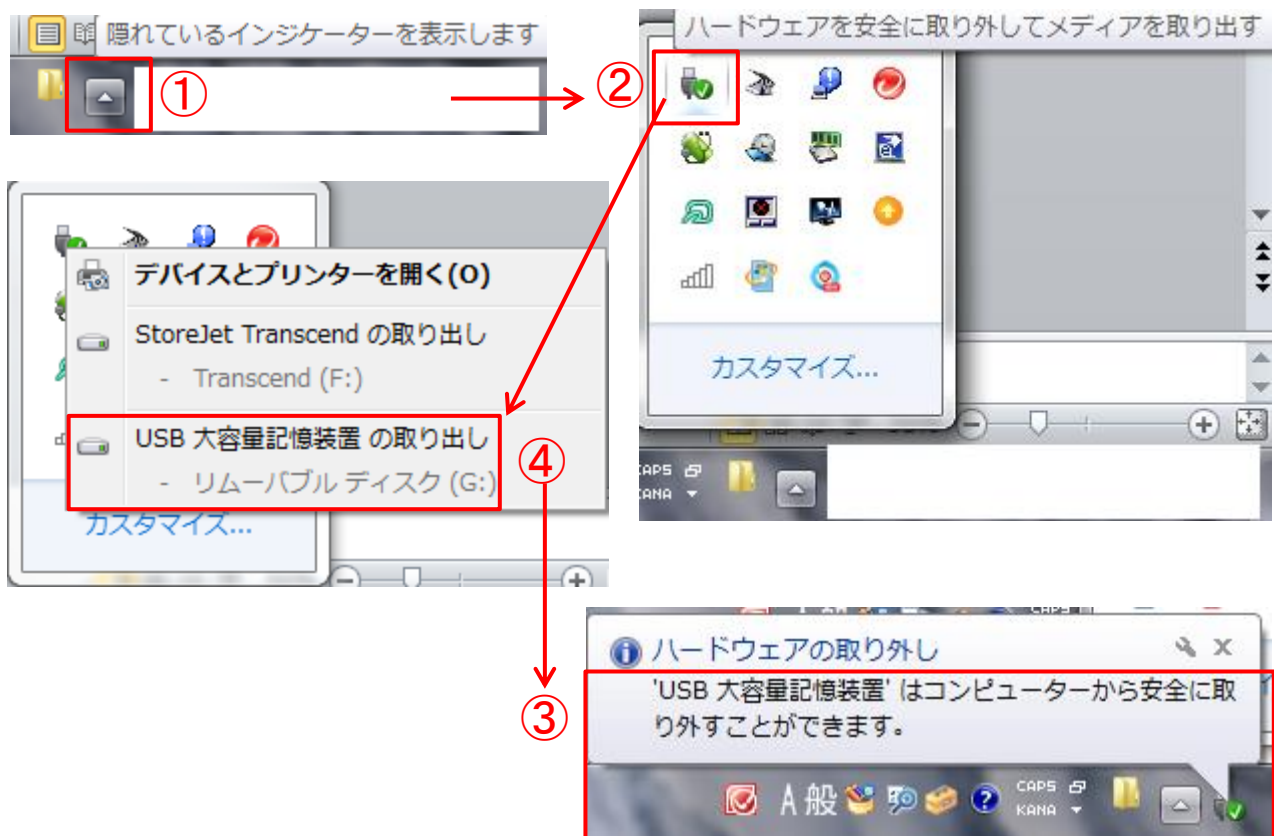 隠れているインジケーターを表示します
①
②
ハードウェアを安全に取り外してメディアを取り出す
カスタマイズ...
CAPS
KANA
デバイスとプリンターを開く(O)
StoreJet Transcend の取り出し
- Transcend (F:)
USB 大容量記憶装置 の取り出し
- リムーバブル ディスク (G:)
④
カスタマイズ...
③
ハードウェアの取り外し
'USB 大容量記憶装置' はコンピューターから安全に取
り外すことができます。
A 般
CAPS
KANA